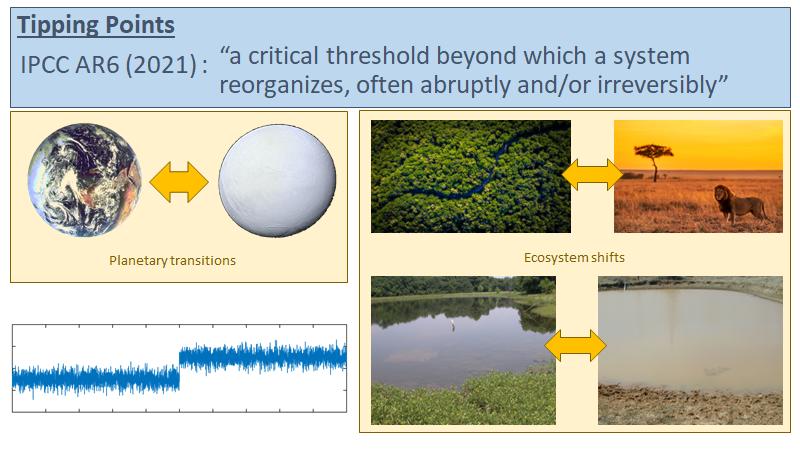 Tipping Points
IPCC AR6 (2021) : “a critical threshold beyond which a system
reorganizes, often abruptly and/or irreversibly”
Planetary transitions
Ecosystem shifts